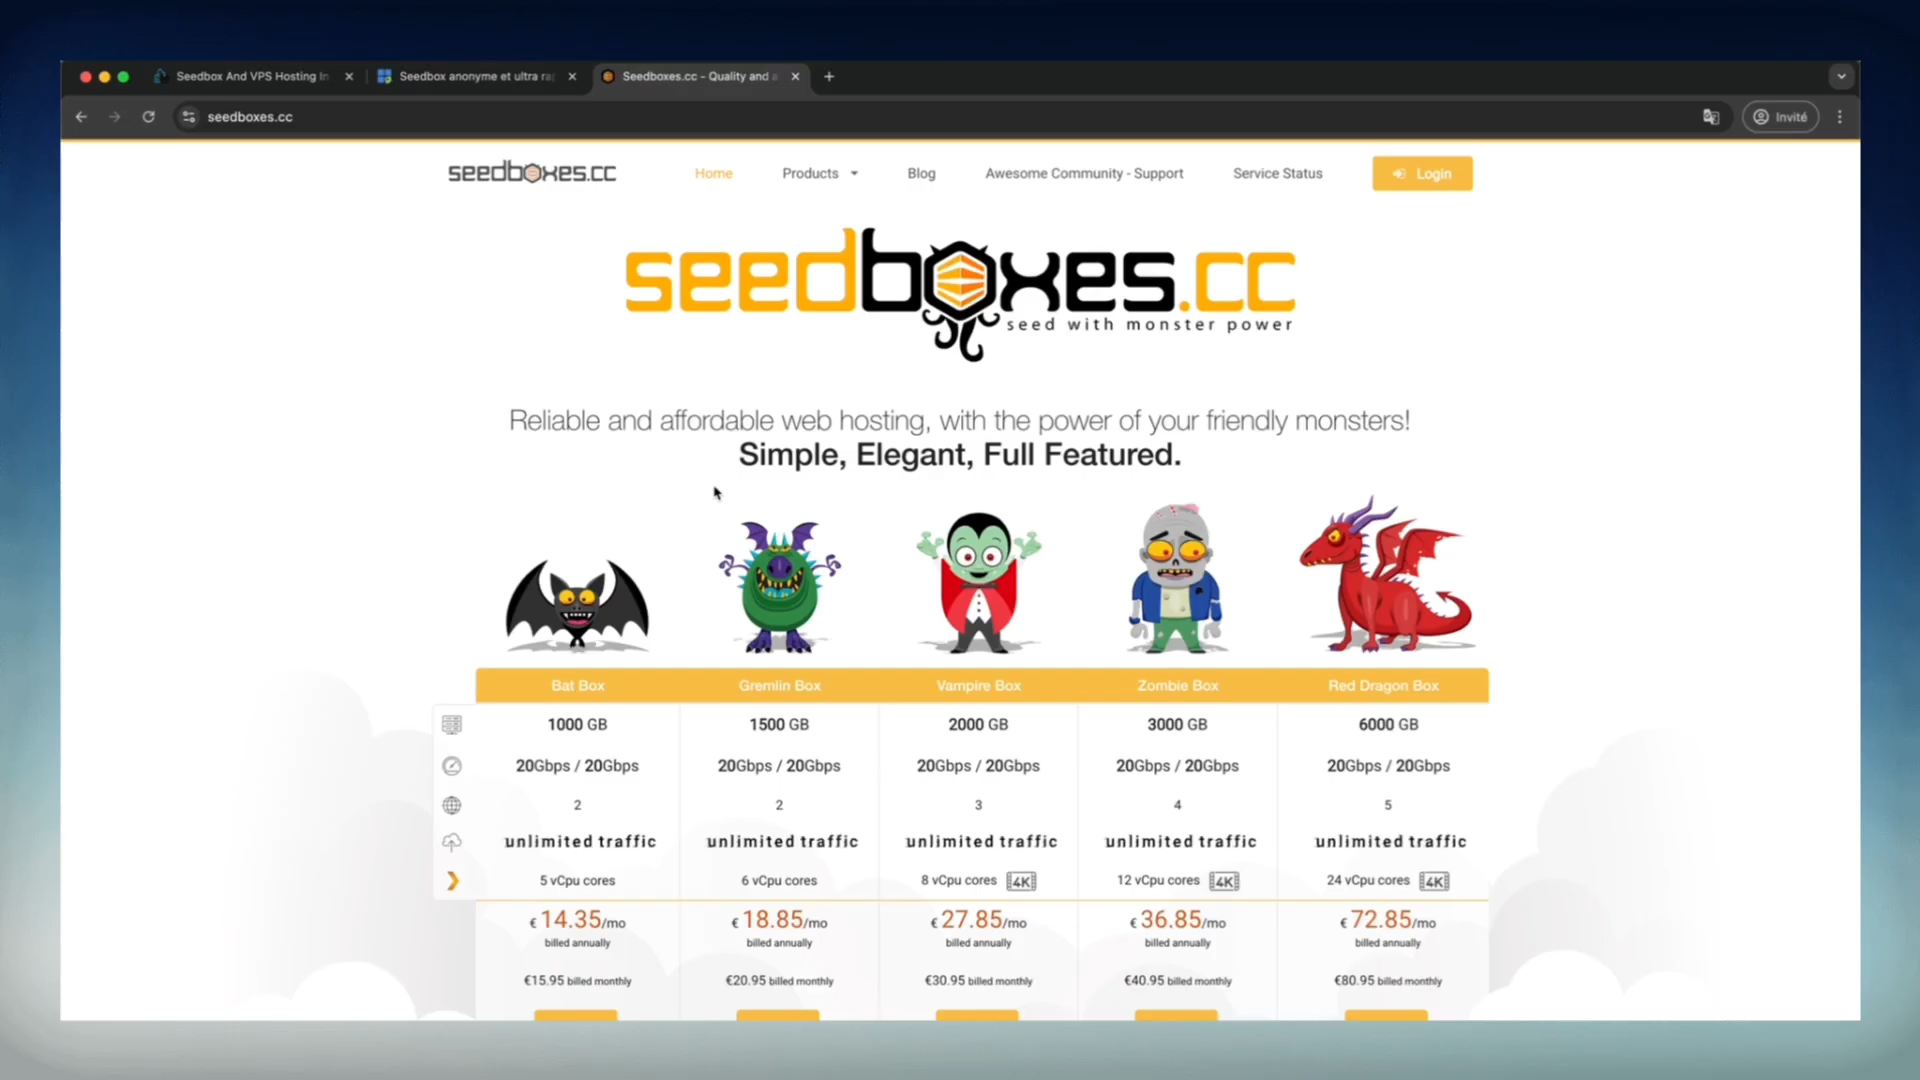 Seedbox And VPS Hosting In
Seedbox anonyme et ultra ra
Seedboxes.cc - Quality and a
seedboxes.cc
Invité
seedboxes.cc
Home
Products
Blog
Awesome Community - Support
Service Status
Login
seedboxes.cc
seed with monster power
Reliable and affordable web hosting, with the power of your friendly monsters!
Simple, Elegant, Full Featured.
Bat Box Gremlin Box Vampire Box Zombie Box Red Dragon Box
1000 GB 1500 GB 2000 GB 3000 GB 6000 GB
20Gbps / 20Gbps 20Gbps / 20Gbps 20Gbps / 20Gbps 20Gbps / 20Gbps 20Gbps / 20Gbps
2 2 3 4 5
unlimited traffic unlimited traffic unlimited traffic unlimited traffic unlimited traffic
5 vCpu cores 6 vCpu cores 8 vCpu cores 4K 12 vCpu cores 4K 24 vCpu cores 4K
€ 14.35/mo € 18.85/mo € 27.85/mo € 36.85/mo € 72.85/mo
billed annually billed annually billed annually billed annually billed annually
€15.95 billed monthly €20.95 billed monthly €30.95 billed monthly €40.95 billed monthly €80.95 billed monthly